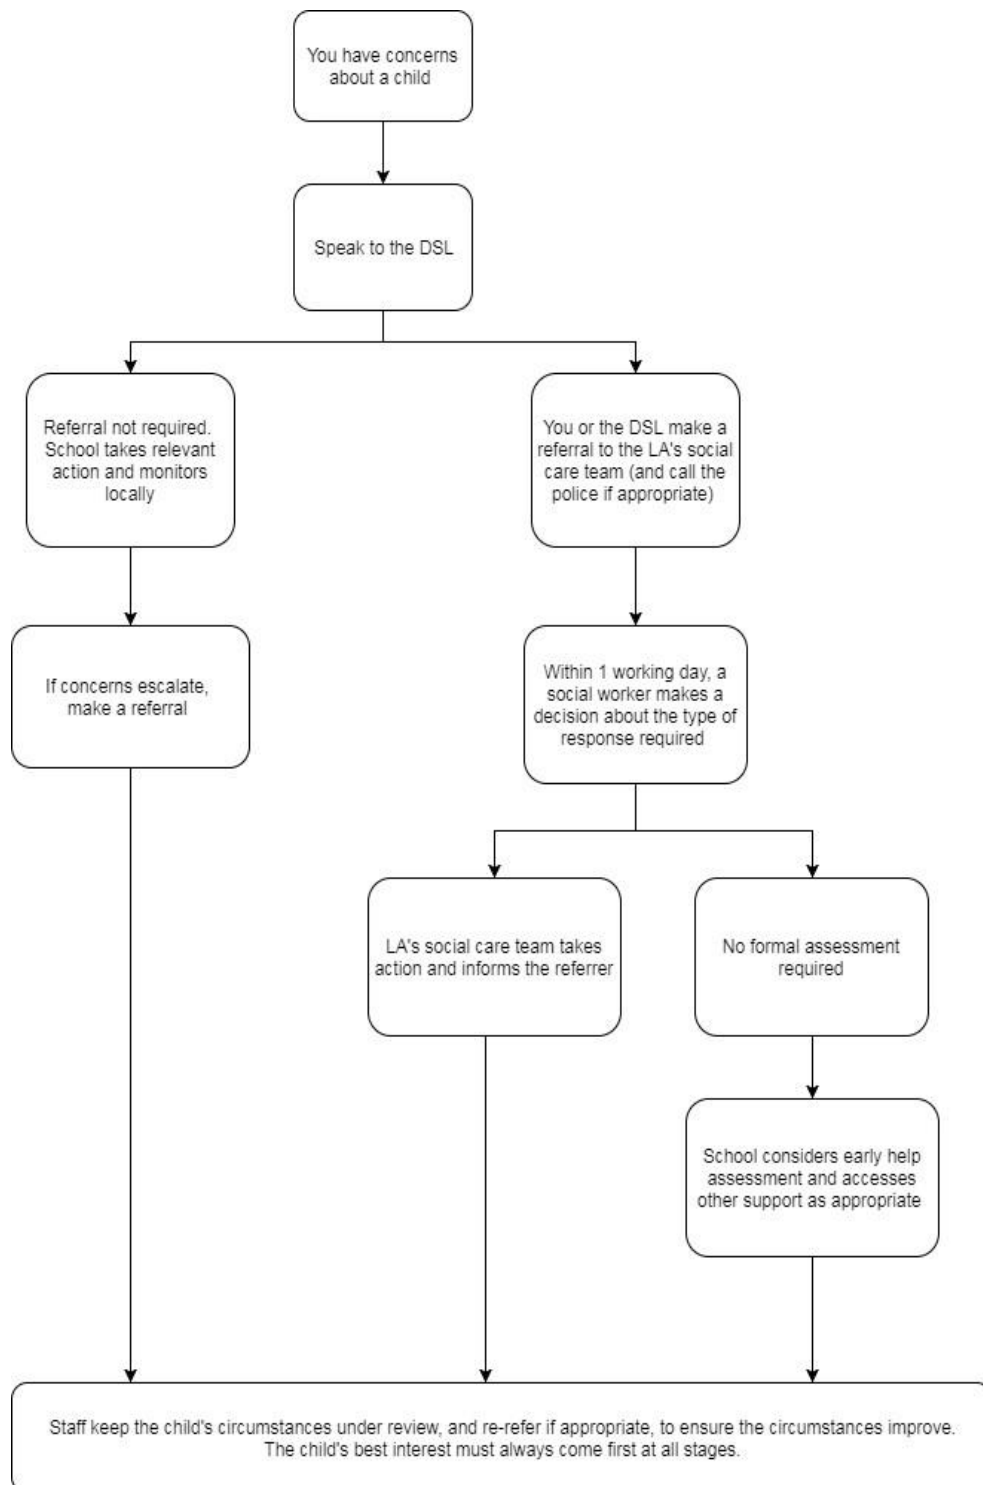 You have concerns
about a child
Speak to the DSL
Referral not required.
School takes relevant
action and monitors
locally
You or the DSL make a
referral to the LA's social
care team (and call the
police if appropriate)
If concerns escalate,
make a referral
Within 1 working day, a
social worker makes a
decision about the type of
response required
LA's social care team takes
action and informs the referrer
No formal assessment
required
School considers early help
assessment and accesses
other support as appropriate
Staff keep the child's circumstances under review, and re-refer if appropriate, to ensure the circumstances improve.
The child's best interest must always come first at all stages.